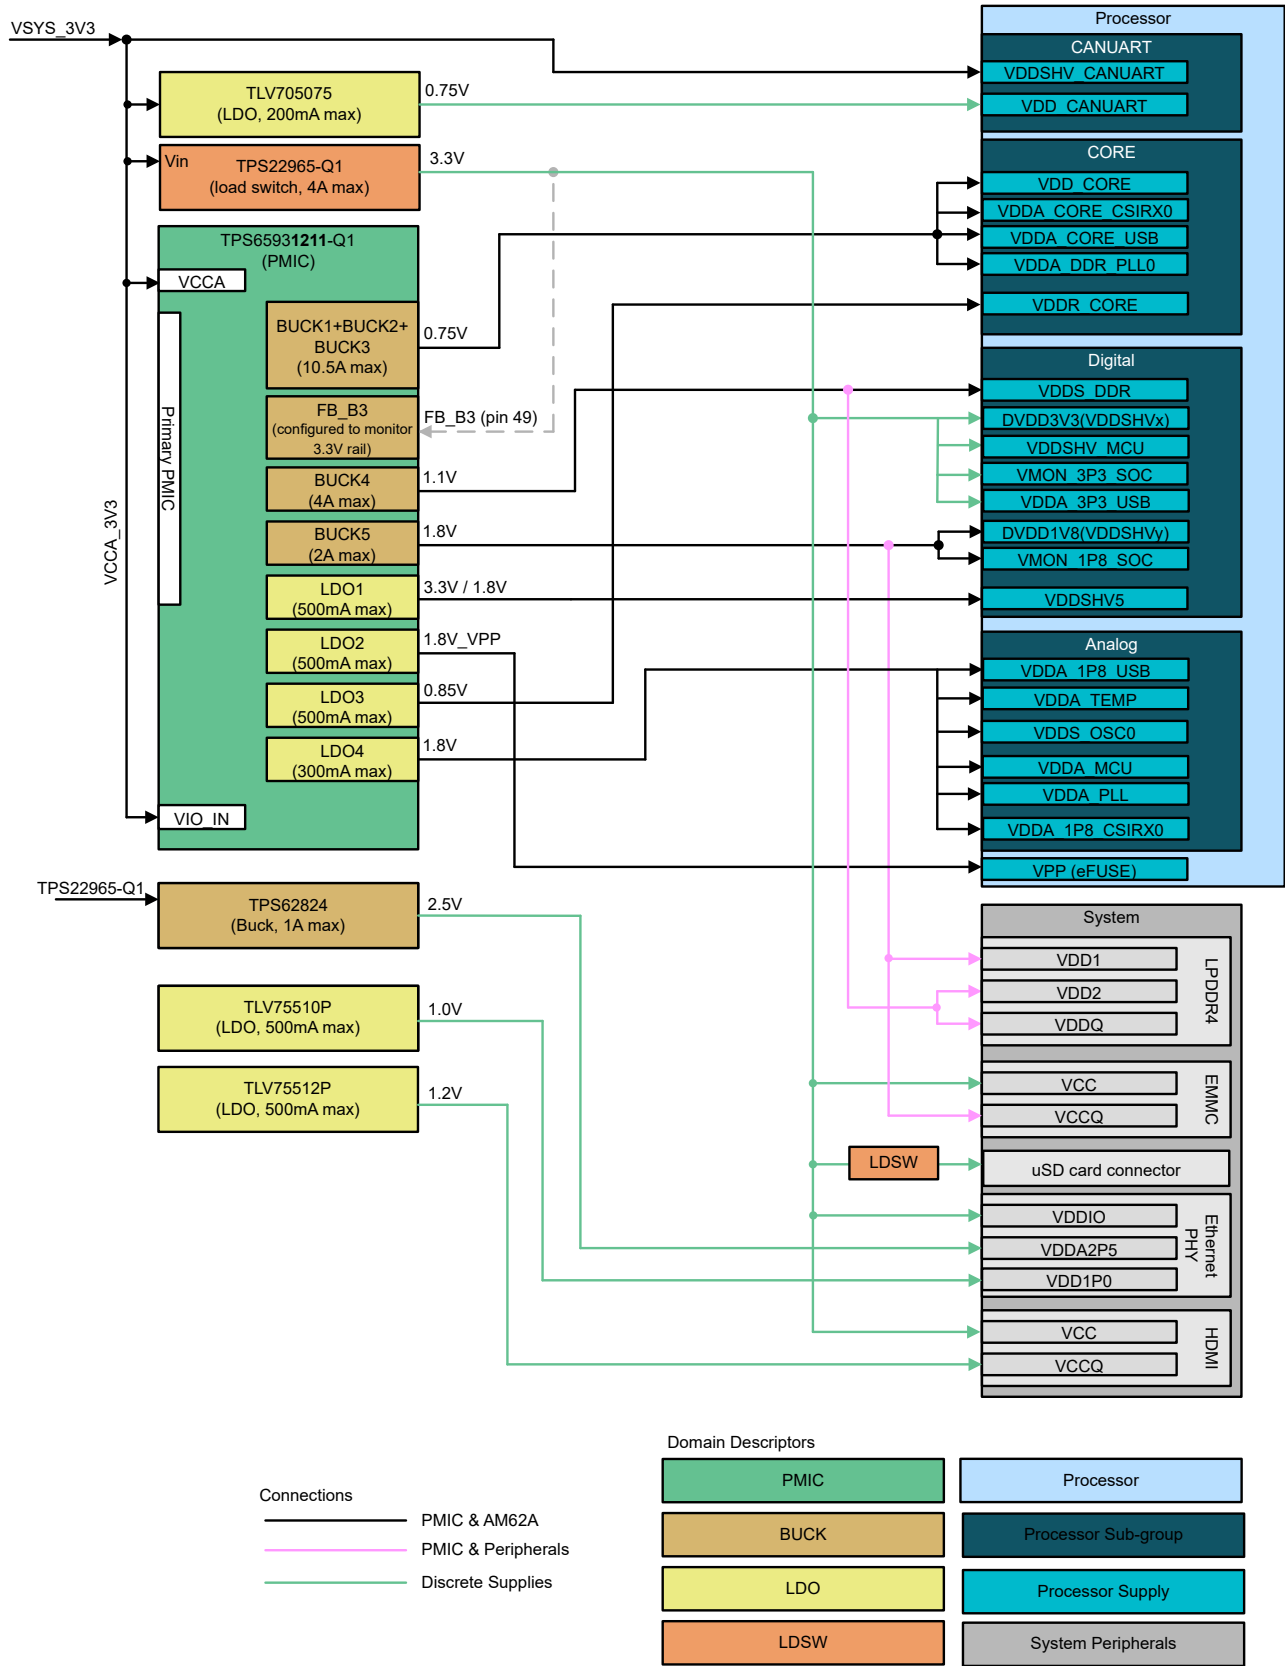 VSYS_3V3
TLV705075
(LDO, 200mA max)
0.75V
Vin
TPS22965-Q1
(load switch, 4A max)
3.3V
TPS65931211-Q1
(PMIC)
VCCA
Primary PMIC
VCCA_3V3
BUCK1+BUCK2+
BUCK3
(10.5A max)
0.75V
FB_B3
(configured to monitor
3.3V rail)
FB_B3 (pin 49)
BUCK4
(4A max)
1.1V
BUCK5
(2A max)
1.8V
LDO1
(500mA max)
3.3V / 1.8V
LDO2
(500mA max)
1.8V_VPP
LDO3
(500mA max)
0.85V
LDO4
(300mA max)
1.8V
VIO_IN
TPS22965-Q1
TPS62824
(Buck, 1A max)
2.5V
TLV75510P
(LDO, 500mA max)
1.0V
TLV75512P
(LDO, 500mA max)
1.2V
Processor
CANUART
VDDSHV_CANUART
VDD_CANUART
CORE
VDD_CORE
VDDA_CORE_CSIRX0
VDDA_CORE_USB
VDDA_DDR_PLL0
VDDR_CORE
Digital
VDDS_DDR
DVDD3V3(VDDSHVx)
VDDSHV_MCU
VMON_3P3_SOC
VDDA_3P3_USB
DVDD1V8(VDDSHVy)
VMON_1P8_SOC
VDDSHV5
Analog
VDDA_1P8_USB
VDDA_TEMP
VDDS_OSC0
VDDA_MCU
VDDA_PLL
VDDA_1P8_CSIRX0
VPP (eFUSE)
System
VDD1
VDD2
VDDQ
LPDDR4
VCC
VCCQ
EMMC
LDSW
uSD card connector
VDDIO
VDDA2P5
VDD1P0
Ethernet
PHY
VCC
VCCQ
HDMI
Connections
PMIC & AM62A
PMIC & Peripherals
Discrete Supplies
Domain Descriptors
PMIC
Processor
BUCK
Processor Sub-group
LDO
Processor Supply
LDSW
System Peripherals